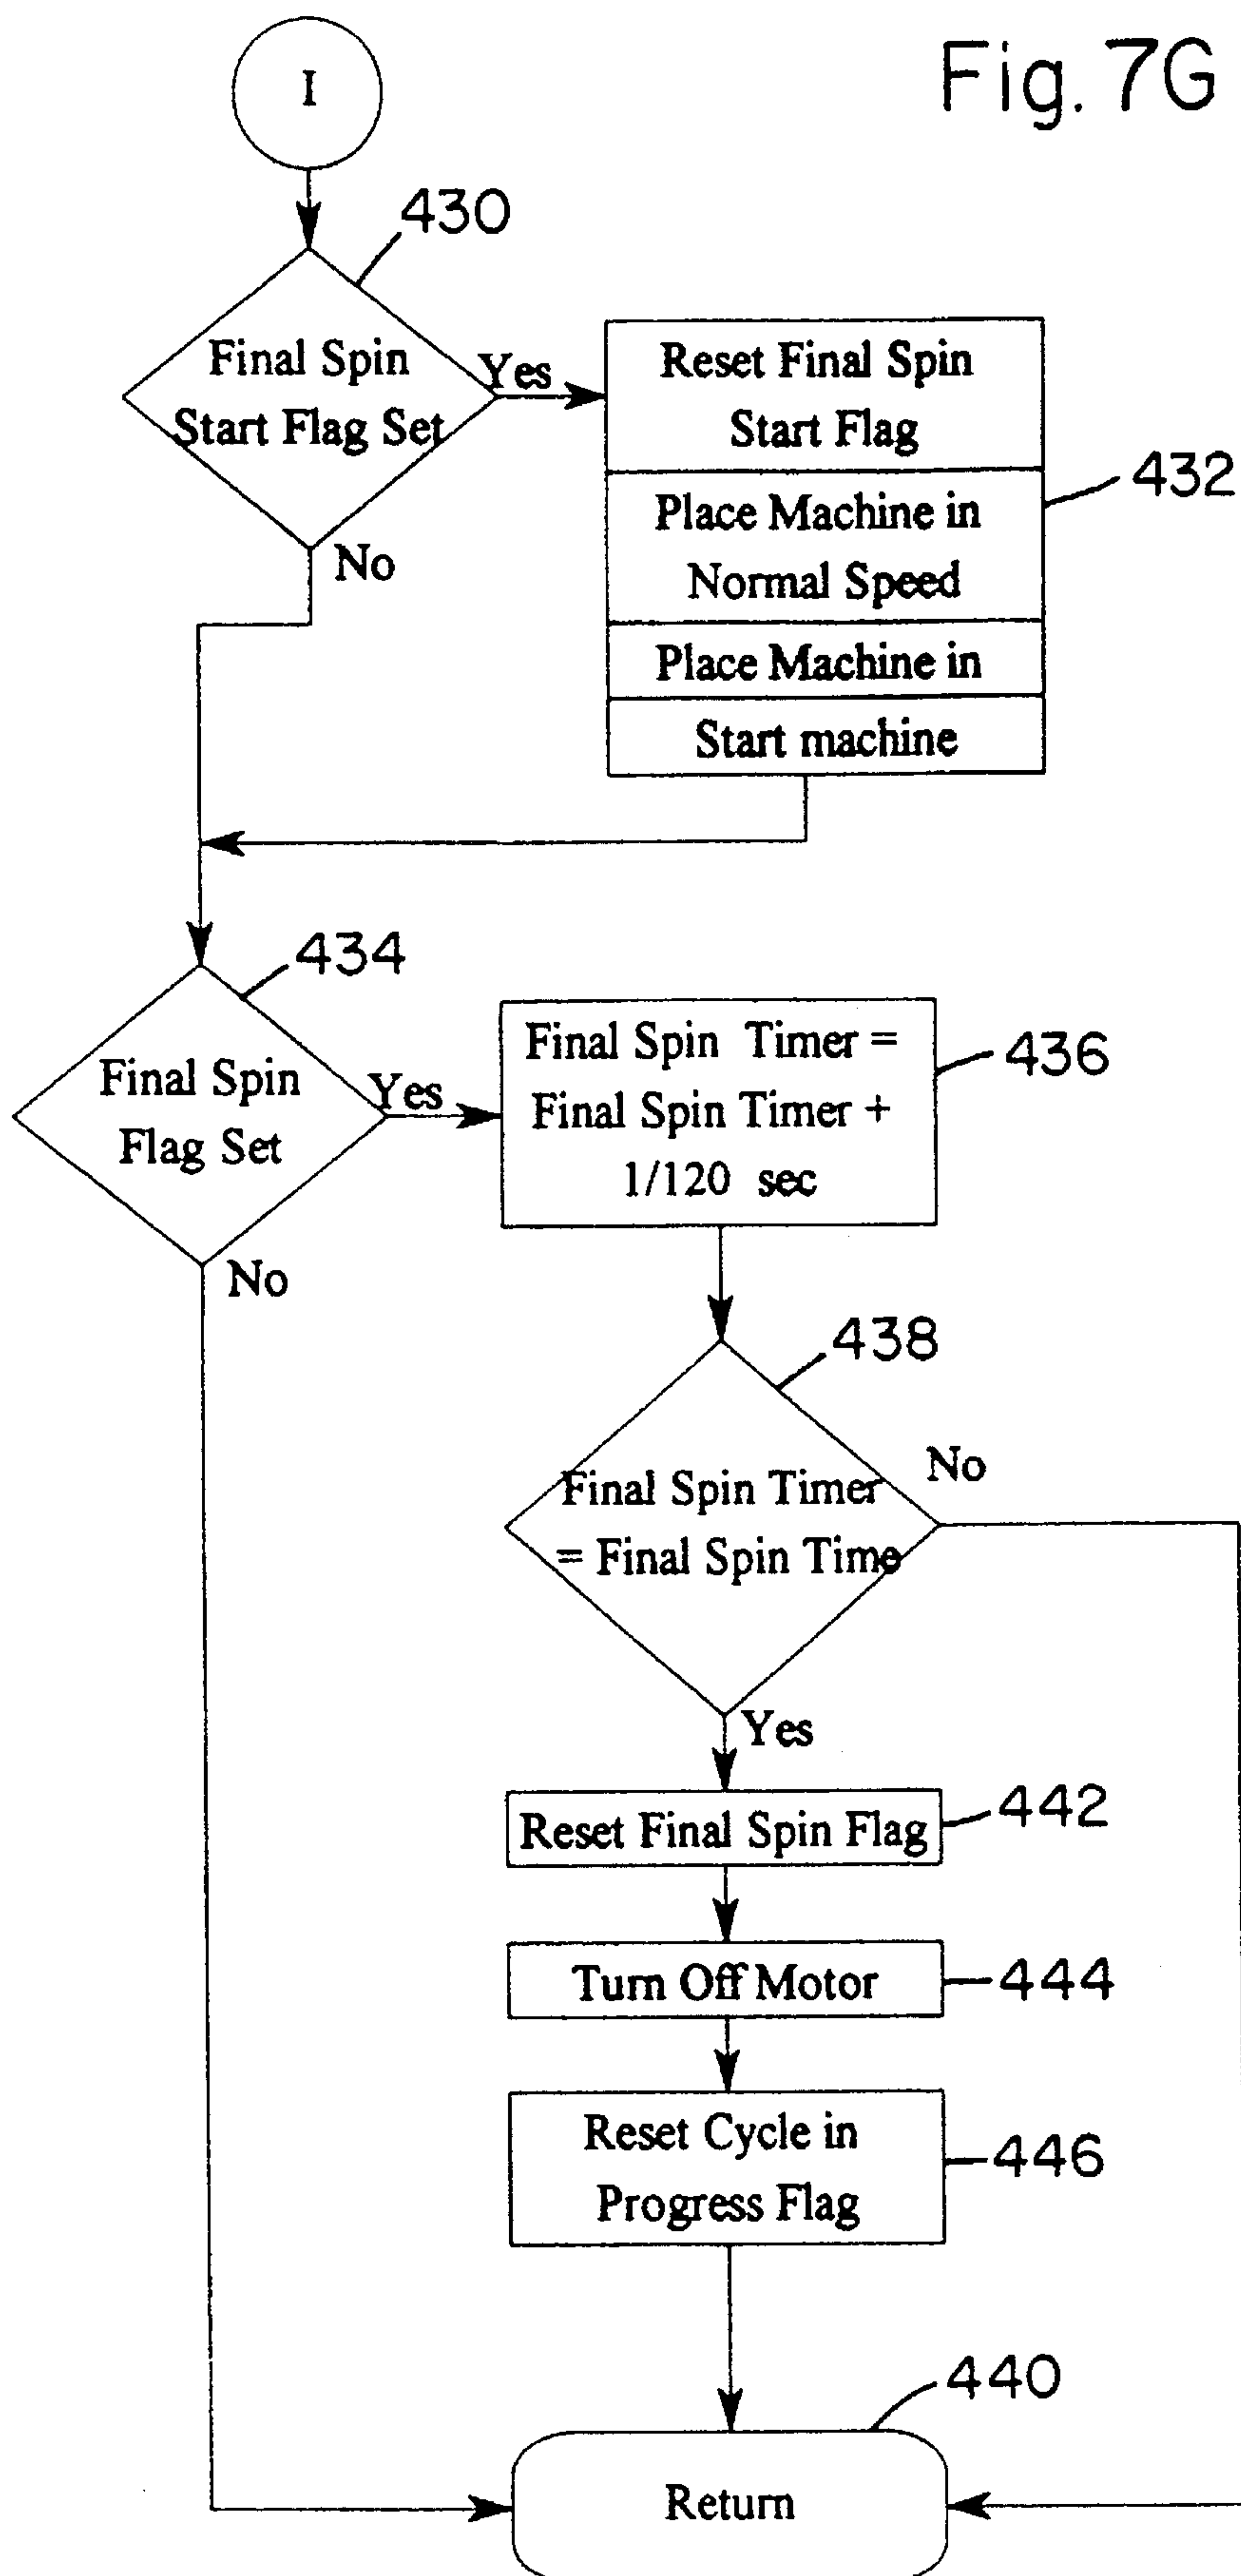 Fig. 7G
I
430
Final Spin
Start Flag Set
Yes
No
Reset Final Spin
Start Flag
432
Place Machine in
Normal Speed
Place Machine in
Start machine
434
Final Spin
Flag Set
Yes
No
Final Spin Timer =
Final Spin Timer +
1/120 sec
436
438
Final Spin Timer
= Final Spin Time
No
Yes
Reset Final Spin Flag
442
Turn Off Motor
444
Reset Cycle in
Progress Flag
446
440
Return